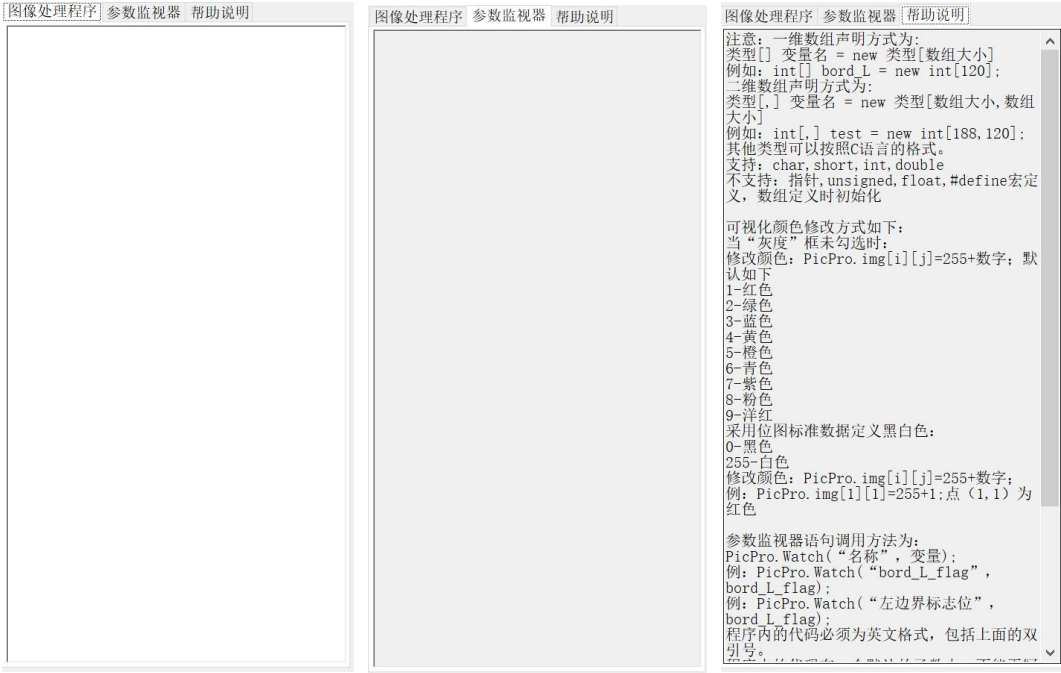 图像处理程序 参数监视器 帮助说明
图像处理程序 参数监视器 帮助说明
图像处理程序 参数监视器 帮助说明
注意: 一维数组声明方式为:
类型[] 变量名 = new 类型[数组大小]
例如: int[] bord_L = new int[120];
二维数组声明方式为:
类型[,] 变量名 = new 类型[数组大小,数组
大小]
例如: int[,] test = new int[188,120];
其他类型可以按照C语言的格式。
支持: char,short,int,double
不支持: 指针,unsigned,float,#define宏定
义, 数组定义时初始化
可视化颜色修改方式如下:
当“灰度”框未勾选时:
修改颜色: PicPro.img[i][j]=255+数字; 默
认如下
1-红色
2-绿色
3-蓝色
4-黄色
5-橙色
6-青色
7-紫色
8-粉色
9-洋红
采用位图标准数据定义黑白色:
0-黑色
255-白色
修改颜色: PicPro.img[i][j]=255+数字;
例: PicPro.img[1][1]=255+1;点（1,1）为
红色
参数监视器语句调用方法为:
PicPro.Watch(“名称”, 变量);
例: PicPro.Watch(“bord_L_flag”,
bord_L_flag);
例: PicPro.Watch(“左边界标志位”,
bord_L_flag);
程序内的代码必须为英文格式, 包括上面的双
引号。